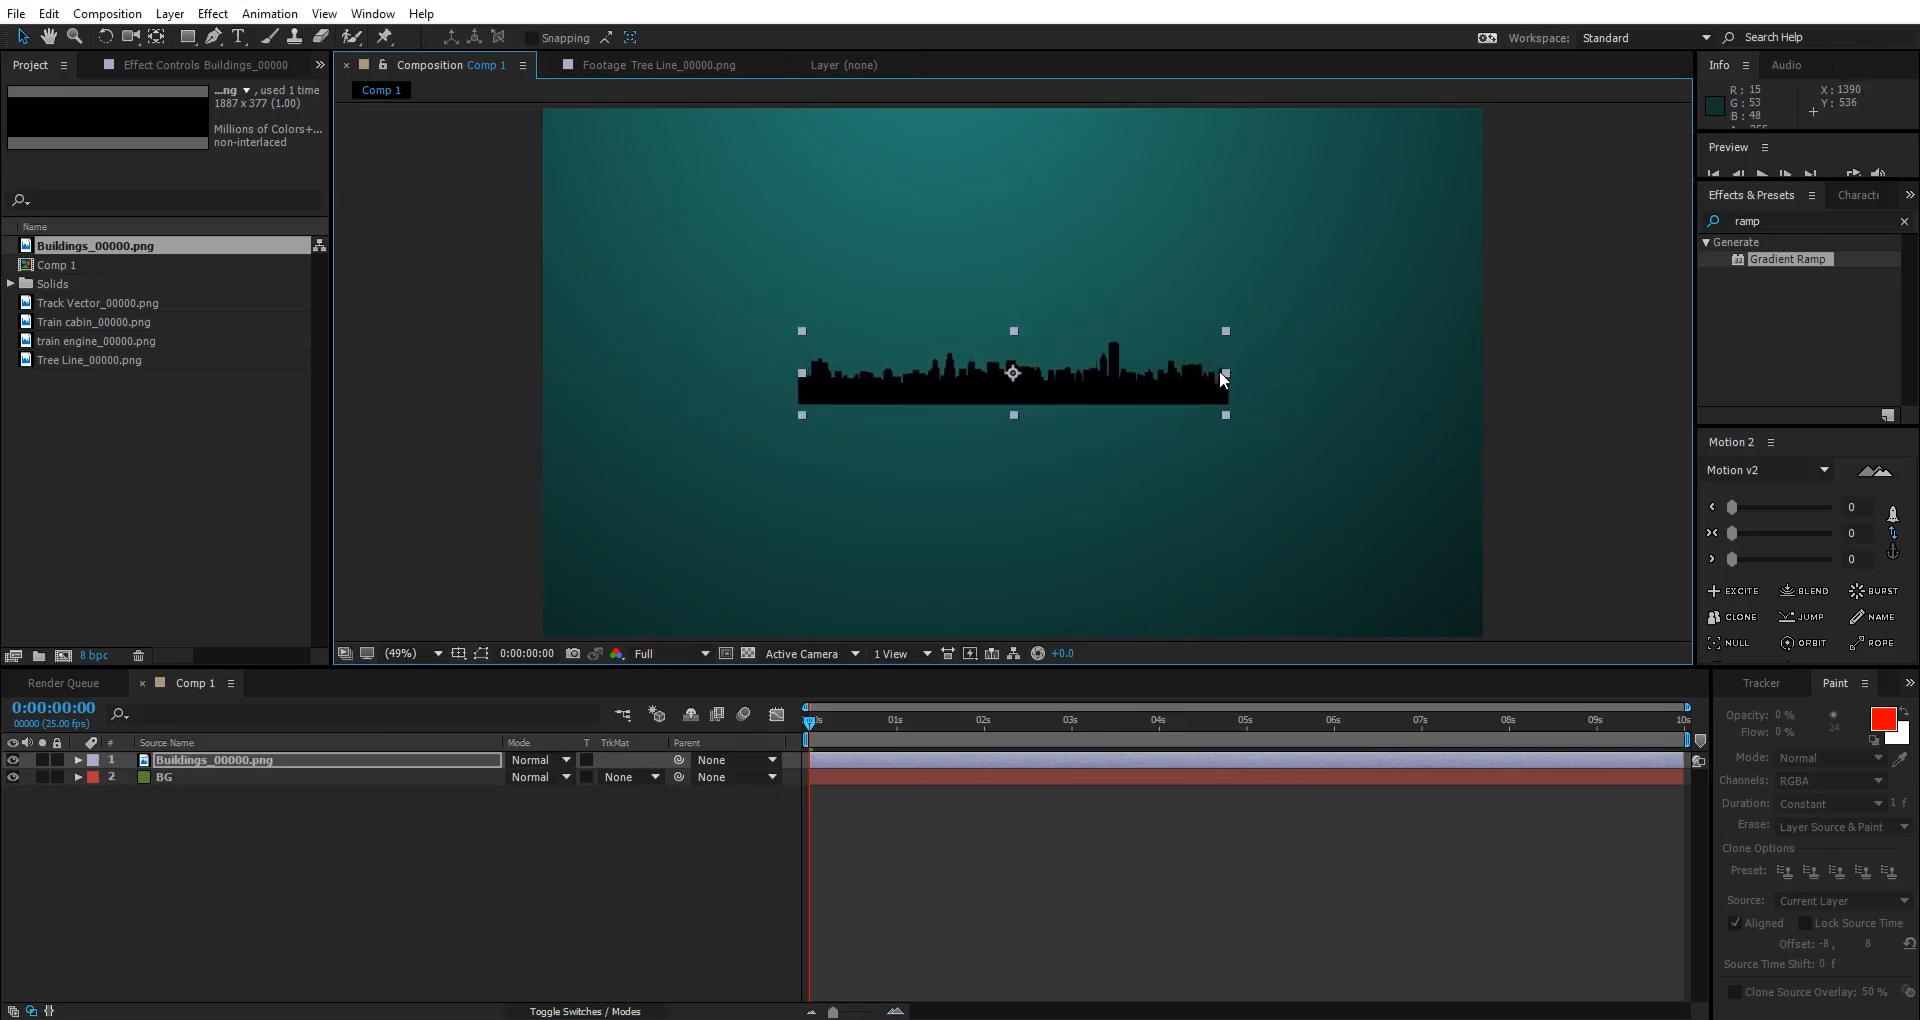 File Edit Composition Layer Effect Animation View Window Help
Snapping
Workspace: Standard
Search Help
Project
Effect Controls Buildings_00000
...ng , used 1 time
1887 x 377 (1.00)
Millions of Colors+...
non-interlaced
Name
Buildings_00000.png
Comp 1
Solids
Track Vector_00000.png
Train cabin_00000.png
train engine_00000.png
Tree Line_00000.png
8 bpc
Composition Comp 1
Footage Tree Line_00000.png
Layer (none)
Comp 1
(49%)
0:00:00:00
Full
Active Camera
1 View
+0.0
Info
Audio
R: 15
G: 53
B: 48
X: 1390
Y: 536
Preview
Effects & Presets
Characte
ramp
Generate
32
Gradient Ramp
Motion 2
Motion v2
0
0
0
EXCITE BLEND BURST
CLONE JUMP NAME
NULL ORBIT ROPE
Render Queue
Comp 1
0:00:00:00
00000 (25.00 fps)
# Source Name Mode T TrkMat Parent
1 Buildings_00000.png Normal None
2 BG Normal None None
01s 02s 03s 04s 05s 06s 07s 08s 09s 10s
Toggle Switches / Modes
Tracker
Paint
Opacity: 0 %
Flow: 0 %
24
Mode: Normal
Channels: RGBA
Duration: Constant 1 f
Erase: Layer Source & Paint
Clone Options
Preset:
Source: Current Layer
Aligned
Lock Source Time
Offset: -8 , 8
Source Time Shift: 0 f
Clone Source Overlay: 50 %